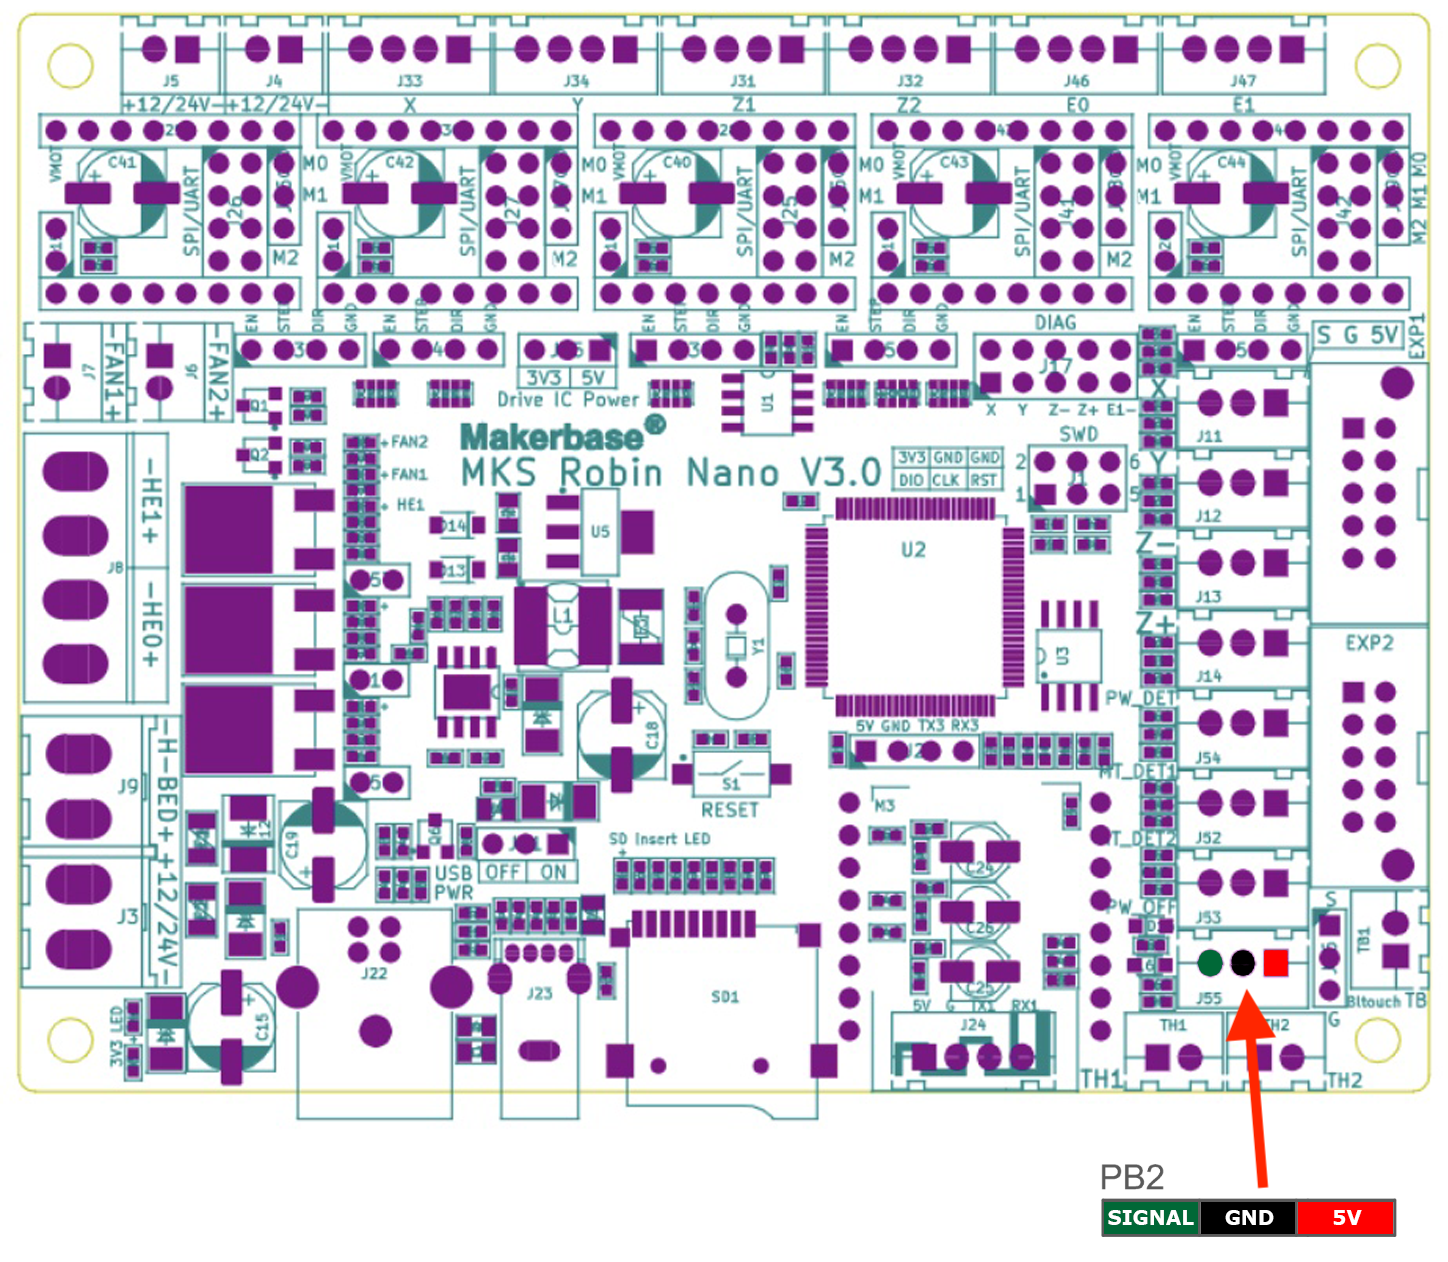 J5 J4 J33 J34 J31 J32 J46 J47
+12/24V- +12/24V- X Y Z1 Z2 E0 E1
VMOT C41 M0 VMOT C42 VMOT C40 M0 VMOT C43 M0 VMOT C44
SPI/UART J26 M1 SPI/UART J27 SPI/UART J25 M1 SPI/UART J41 M1 SPI/UART J42 M2 M1 M0
M2 M2 M2 M2
EN STEP DIR GND EN STEP DIR GND EN STEP DIR GND EN STEP DIR GND EN STEP DIR GND
DIAG
S G 5V EXP1
J7 -FAN1+ J6 -FAN2+
J17
3V3 5V
Drive IC Power
U1
X Y Z- Z+ E1-
X
J11
Q1
+FAN2
Makerbase®
SWD
Q2
+FAN1
MKS Robin Nano V3.0
3V3 GND GND
DIO CLK RST
2 6
1 J1 5
Y
J12
+ HE1
-HE1+
J8
-HE0+
D14
U5
U2
Z-
D13
J13
L1
Y1
Z+
U3
J14
EXP2
PW_DET
C18
5V GND TX3 RX3
J54
MT_DET1
S1
RESET
J9
-H-BED+
M3
J52
C19
Q6
SD Insert LED
USB
PWR
OFF ON
C24
J53
PW_OFF
S
J3
+12/24V-
C26
TB1
J22
J23
SD1
C25
J55
Bltouch TB
3V3 LED
C15
5V G TX1 RX1
J24
TH1 TH2
G
TH1 TH2
PB2
SIGNAL GND 5V